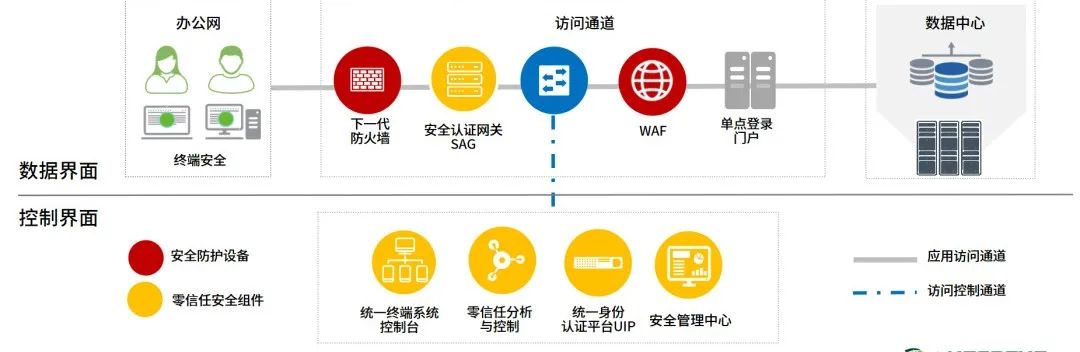 办公网
访问通道
数据中心
终端安全
下一代
防火墙
安全认证网关
SAG
WAF
单点登录
门户
数据界面
控制界面
安全防护设备
零信任安全组件
统一终端系统
控制台
零信任分析
与控制
统一身份
认证平台UIP
安全管理中心
应用访问通道
访问控制通道